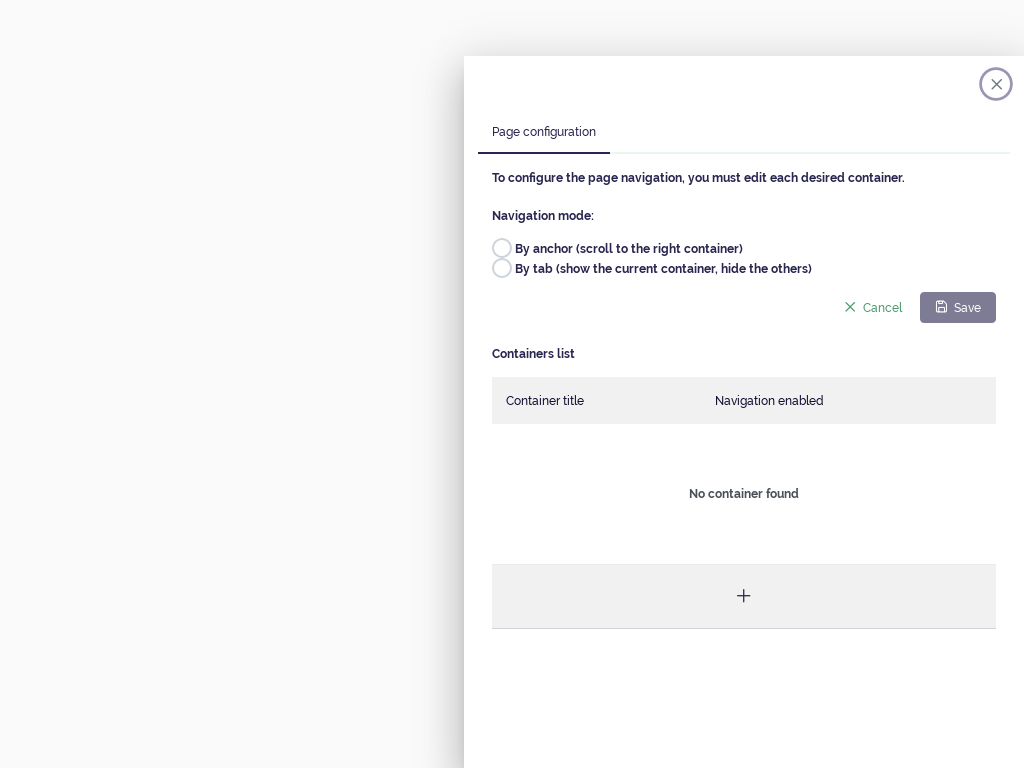 Page configuration
To configure the page navigation, you must edit each desired container.
Navigation mode:
By anchor (scroll to the right container)
By tab (show the current container, hide the others)
Cancel Save
Containers list
Container title Navigation enabled
No container found